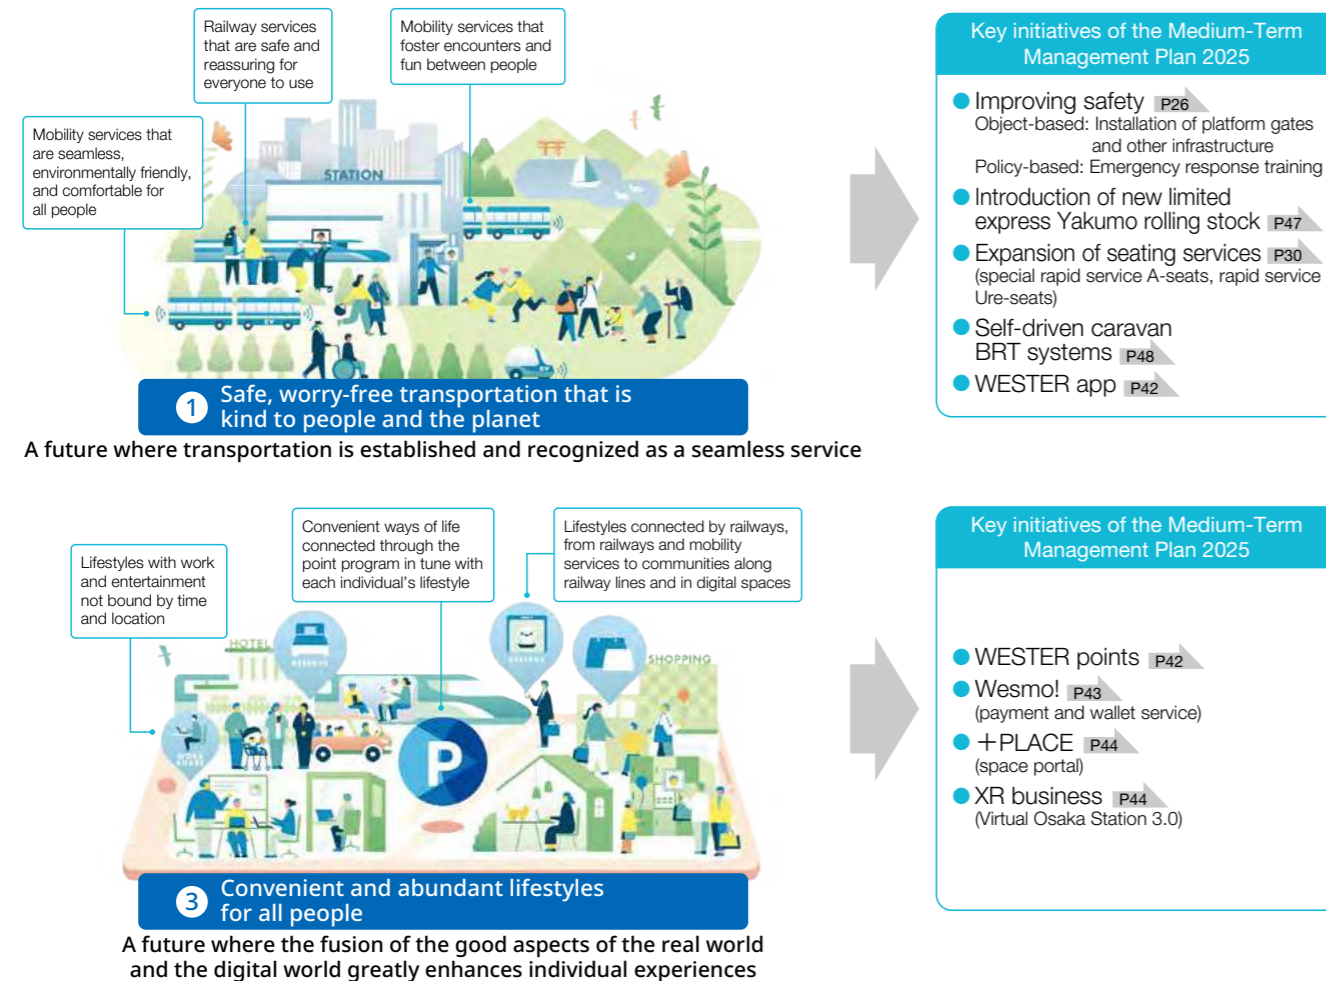 Railway services
that are safe and
reassuring for
everyone to use
Mobility services that
foster encounters and
fun between people
Mobility services that
are seamless,
environmentally friendly,
and comfortable for
all people
STATION
EV
1 Safe, worry-free transportation that is
kind to people and the planet
A future where transportation is established and recognized as a seamless service
Key initiatives of the Medium-Term
Management Plan 2025
● Improving safety P26
Object-based: Installation of platform gates
and other infrastructure
Policy-based: Emergency response training
● Introduction of new limited
express Yakumo rolling stock P47
● Expansion of seating services P30
(special rapid service A-seats, rapid service
Ure-seats)
● Self-driven caravan
BRT systems P48
● WESTER app P42
Lifestyles with work
and entertainment
not bound by time
and location
Convenient ways of life
connected through the
point program in tune with
each individual’s lifestyle
Lifestyles connected by railways,
from railways and mobility
services to communities along
railway lines and in digital spaces
HOTEL
RESERVE
RESERVE
SHOPPING
WORK
SHARE
P
3 Convenient and abundant lifestyles
for all people
A future where the fusion of the good aspects of the real world
and the digital world greatly enhances individual experiences
Key initiatives of the Medium-Term
Management Plan 2025
● WESTER points P42
● Wesmo! P43
(payment and wallet service)
● +PLACE P44
(space portal)
● XR business P44
(Virtual Osaka Station 3.0)